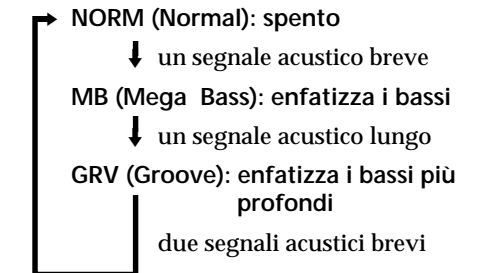 NORM (Normal): spento
un segnale acustico breve
MB (Mega Bass): enfatizza i bassi
un segnale acustico lungo
GRV (Groove): enfatizza i bassi più
profondi
due segnali acustici brevi